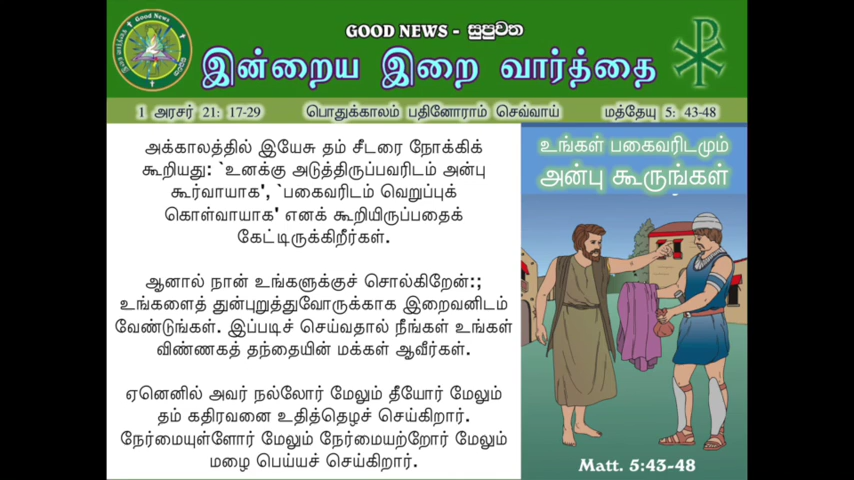 Good News
GOOD NEWS - සුපුවත
இன்றைய இறை வார்த்தை
1 அரசர் 21: 17-29
பொதுக்காலம் பதினோராம் செவ்வாய்
மத்தேயு 5: 43-48
அக்காலத்தில் இயேசு தம் சீடரை நோக்கிக்
கூறியது: `உனக்கு அடுத்திருப்பவரிடம் அன்பு
கூர்வாயாக', `பகைவரிடம் வெறுப்புக்
கொள்வாயாக' எனக் கூறியிருப்பதைக்
கேட்டிருக்கிறீர்கள்.
ஆனால் நான் உங்களுக்குச் சொல்கிறேன்:;
உங்களைத் துன்புறுத்துவோருக்காக இறைவனிடம்
வேண்டுங்கள். இப்படிச் செய்வதால் நீங்கள் உங்கள்
விண்ணகத் தந்தையின் மக்கள் ஆவீர்கள்.
ஏனெனில் அவர் நல்லோர் மேலும் தீயோர் மேலும்
தம் கதிரவனை உதித்தெழச் செய்கிறார்.
நேர்மையுள்ளோர் மேலும் நேர்மையற்றோர் மேலும்
மழை பெய்யச் செய்கிறார்.
உங்கள் பகைவரிடமும்
அன்பு கூருங்கள்
Matt. 5:43-48